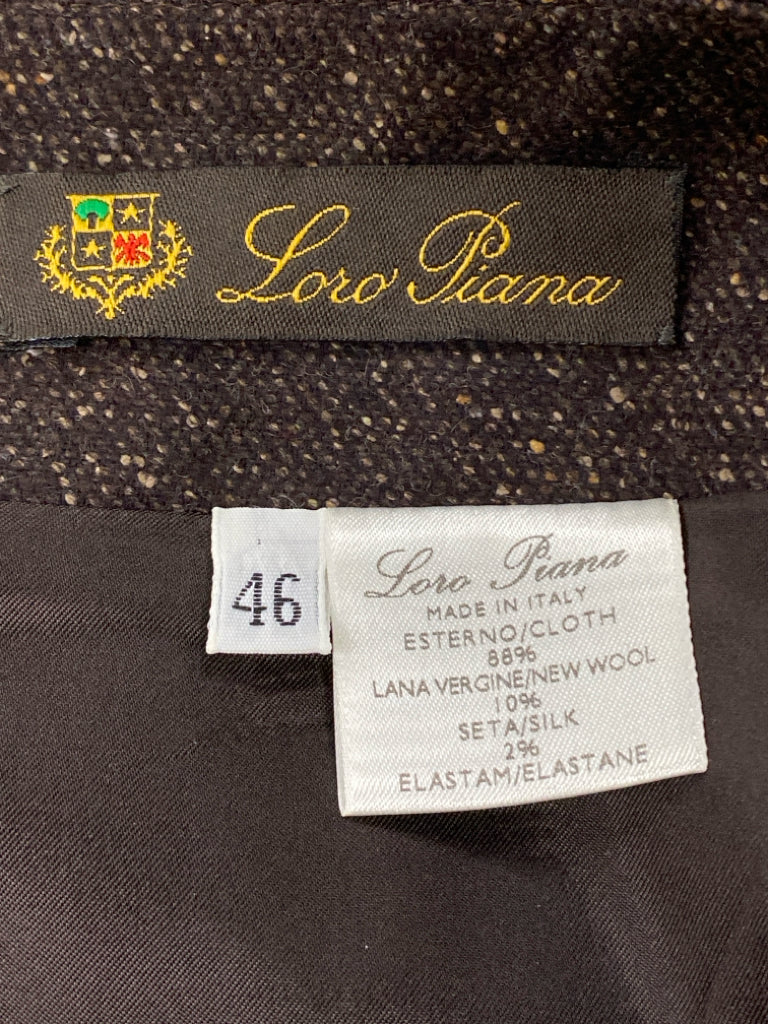 Loro Piana
46
Loro Piana
MADE IN ITALY
ESTERNO/CLOTH
88%
LANA VERGINE/NEW WOOL
10%
SETA/SILK
2%
ELASTAM/ELASTANE